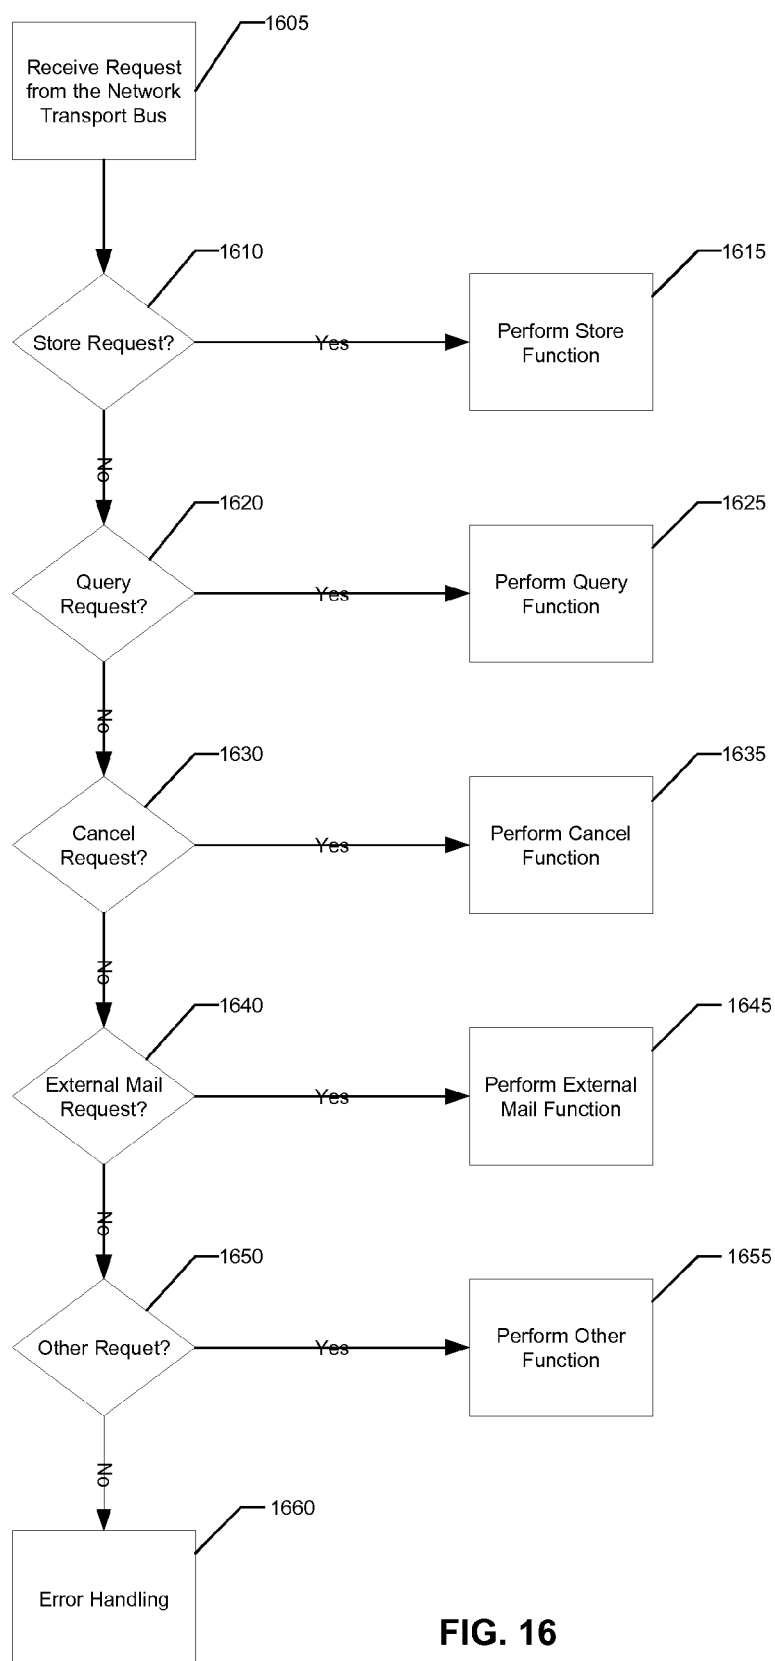 1605
Receive Request
from the Network
Transport Bus
1610
1615
Store Request?
Yes
Perform Store
Function
No
1620
1625
Query
Request?
Yes
Perform Query
Function
No
1630
1635
Cancel
Request?
Yes
Perform Cancel
Function
No
1640
1645
External Mail
Request?
Yes
Perform External
Mail Function
No
1650
1655
Other Requet?
Yes
Perform Other
Function
No
1660
Error Handling
FIG. 16